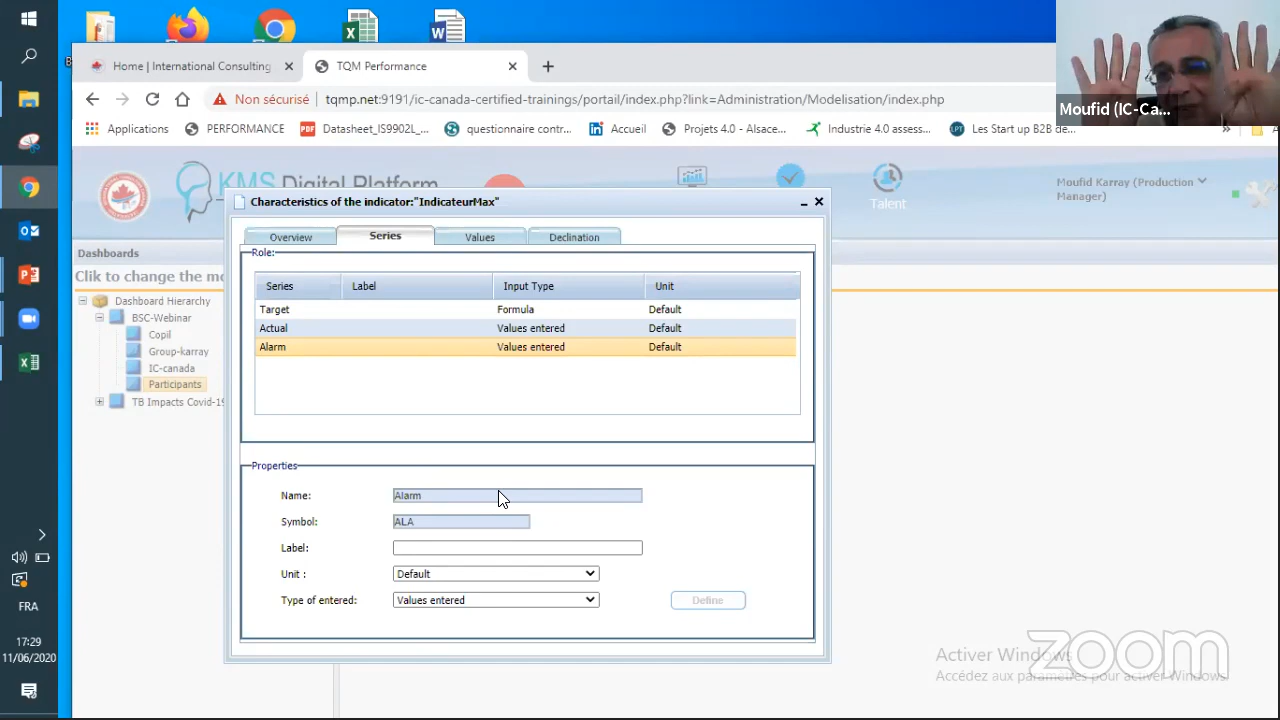 Home | International Consulting
TQM Performance
Non sécurisé
tqmp.net:9191/ic-canada-certified-trainings/portail/index.php?link=Administration/Modelisation/index.php
Moufid (IC-Ca...
Applications
PERFORMANCE
Datasheet_IS9902L_...
questionnaire contr...
Accueil
Projets 4.0 - Alsace...
Industrie 4.0 assess...
Les Start up B2B de...
KMS Digital Platform
Talent
Moufid Karray (Production Manager)
Dashboards
Clik to change the mo
Dashboard Hierarchy
BSC-Webinar
Copil
Group-karray
IC-canada
Participants
TB Impacts Covid-19
Characteristics of the indicator:"IndicateurMax"
Overview
Series
Values
Declination
Role:
Series Label Input Type Unit
Target Formula Default
Actual Values entered Default
Alarm Values entered Default
Properties
Name: Alarm
Symbol: ALA
Label:
Unit : Default
Type of entered: Values entered
Define
FRA
17:29
11/06/2020
Activer Windows
Accédez aux paramètres pour activer Windows.
zoom